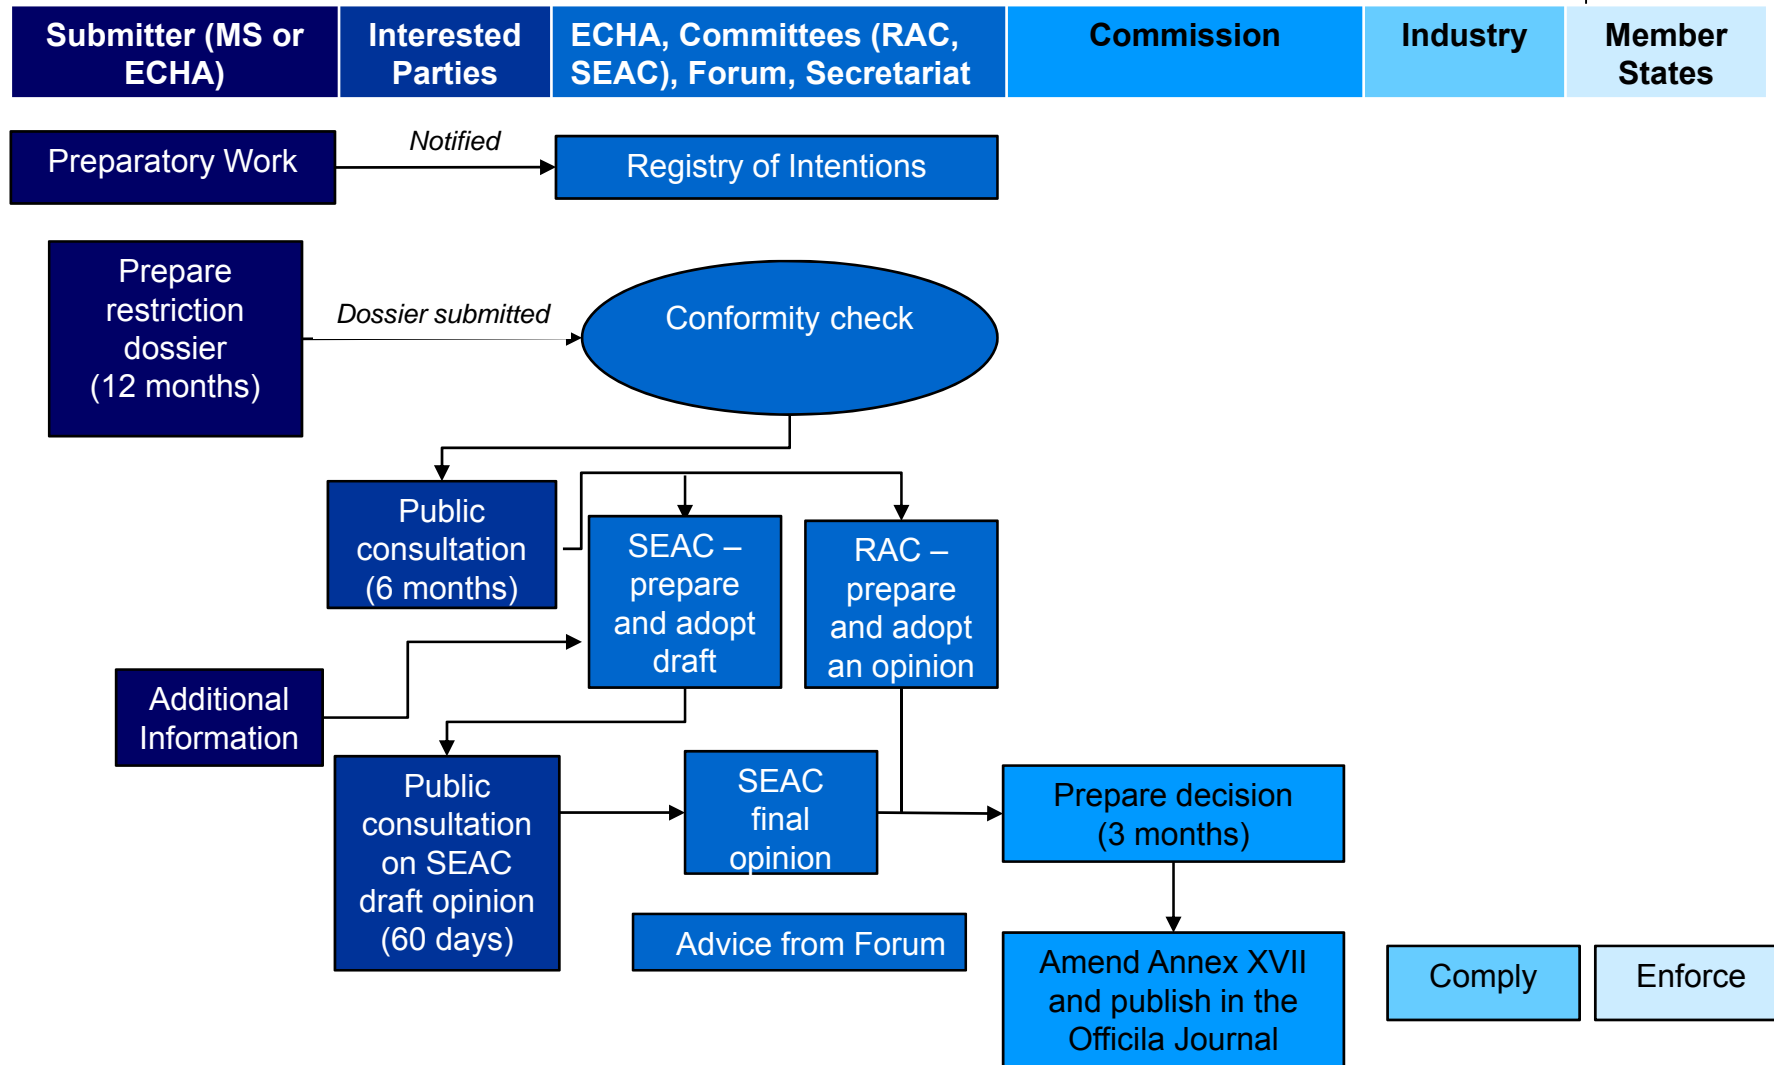 Submitter (MS or
ECHA)
Interested
Parties
ECHA, Committees (RAC,
SEAC), Forum, Secretariat
Commission
Industry
Member
States
Preparatory Work
Notified
Registry of Intentions
Prepare
restriction
dossier
(12 months)
Dossier submitted
Conformity check
Public
consultation
(6 months)
SEAC –
prepare
and adopt
draft
RAC –
prepare
and adopt
an opinion
Additional
Information
Public
consultation
on SEAC
draft opinion
(60 days)
SEAC
final
opinion
Prepare decision
(3 months)
Advice from Forum
Amend Annex XVII
and publish in the
Officila Journal
Comply
Enforce